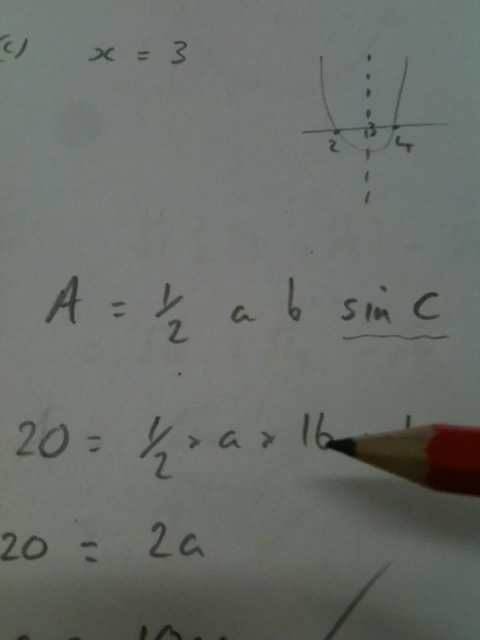 (c) x = 3
2 3 4
A = 1/2 a b sin C
20 = 1/2 × a × 16
20 = 2a